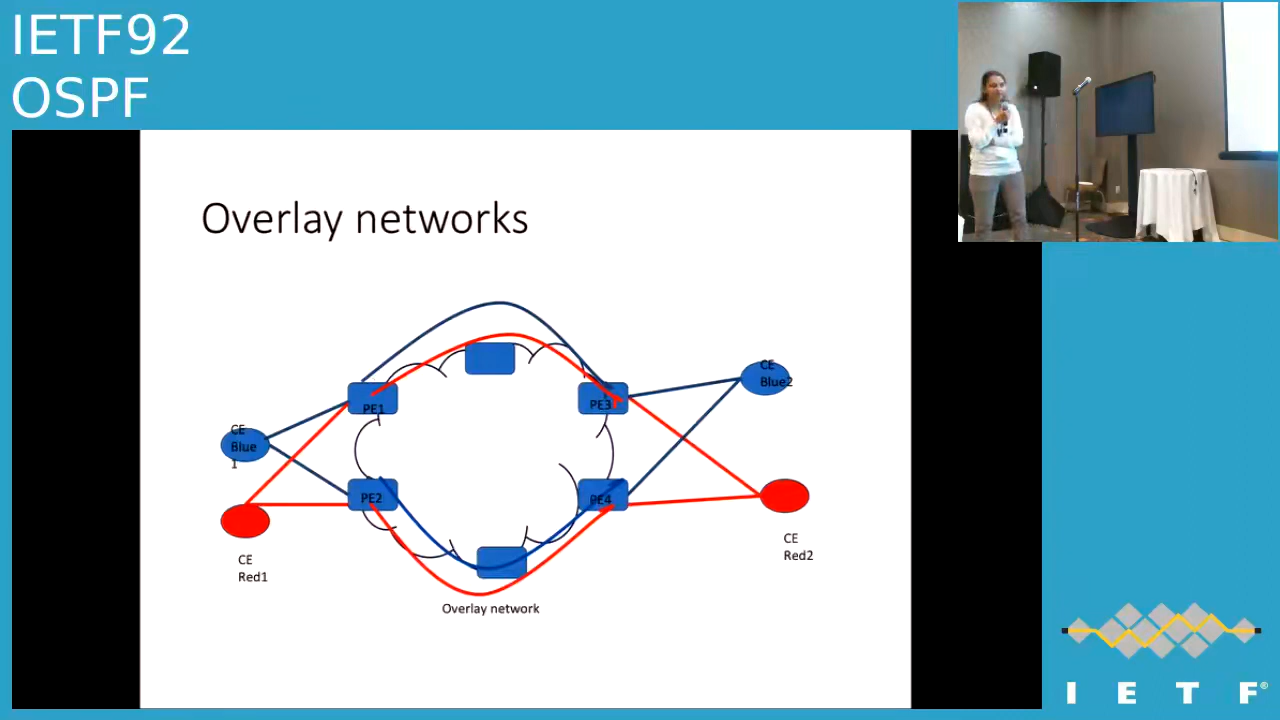 IETF92
OSPF
Overlay networks
CE
Blue2
PE1
PE3
CE
Blue
1
PE2
PE4
CE
Red1
CE
Red2
Overlay network
I E T F®